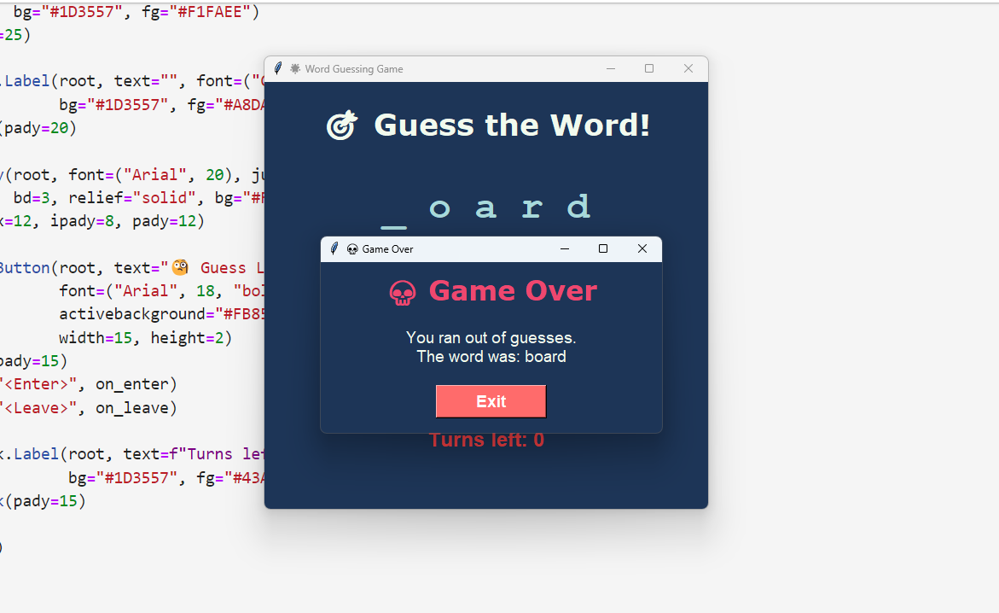 bg="#1D3557", fg="#F1FAEE")
=25)
.Label(root, text="", font=("
bg="#1D3557", fg="#A8DA
(pady=20)
(root, font=("Arial", 20), ju
bd=3, relief="solid", bg="#F
=12, ipady=8, pady=12)
Button(root, text="🧐 Guess L
font=("Arial", 18, "bol
activebackground="#FB85
width=15, height=2)
pady=15)
"<Enter>", on_enter)
"<Leave>", on_leave)
.Label(root, text=f"Turns lef
bg="#1D3557", fg="#43A
(pady=15)
)
Word Guessing Game
🎯 Guess the Word!
_ o a r d
💀 Game Over
💀 Game Over
You ran out of guesses.
The word was: board
Exit
Turns left: 0